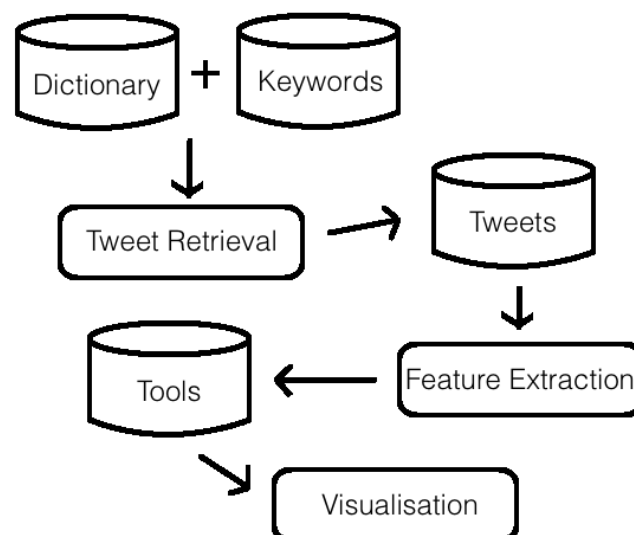 Dictionary + Keywords
Tweet Retrieval
Tweets
Feature Extraction
Tools
Visualisation